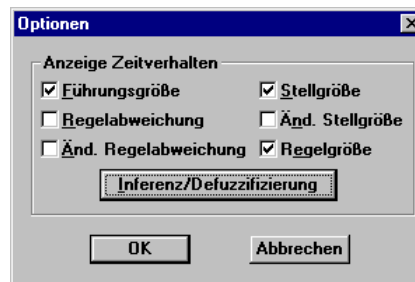 Optionen
Anzeige Zeitverhalten
Führungsgröße Stellgröße
Regelabweichung Änd. Stellgröße
Änd. Regelabweichung Regelgröße
Inferenz/Defuzzifizierung
OK Abbrechen